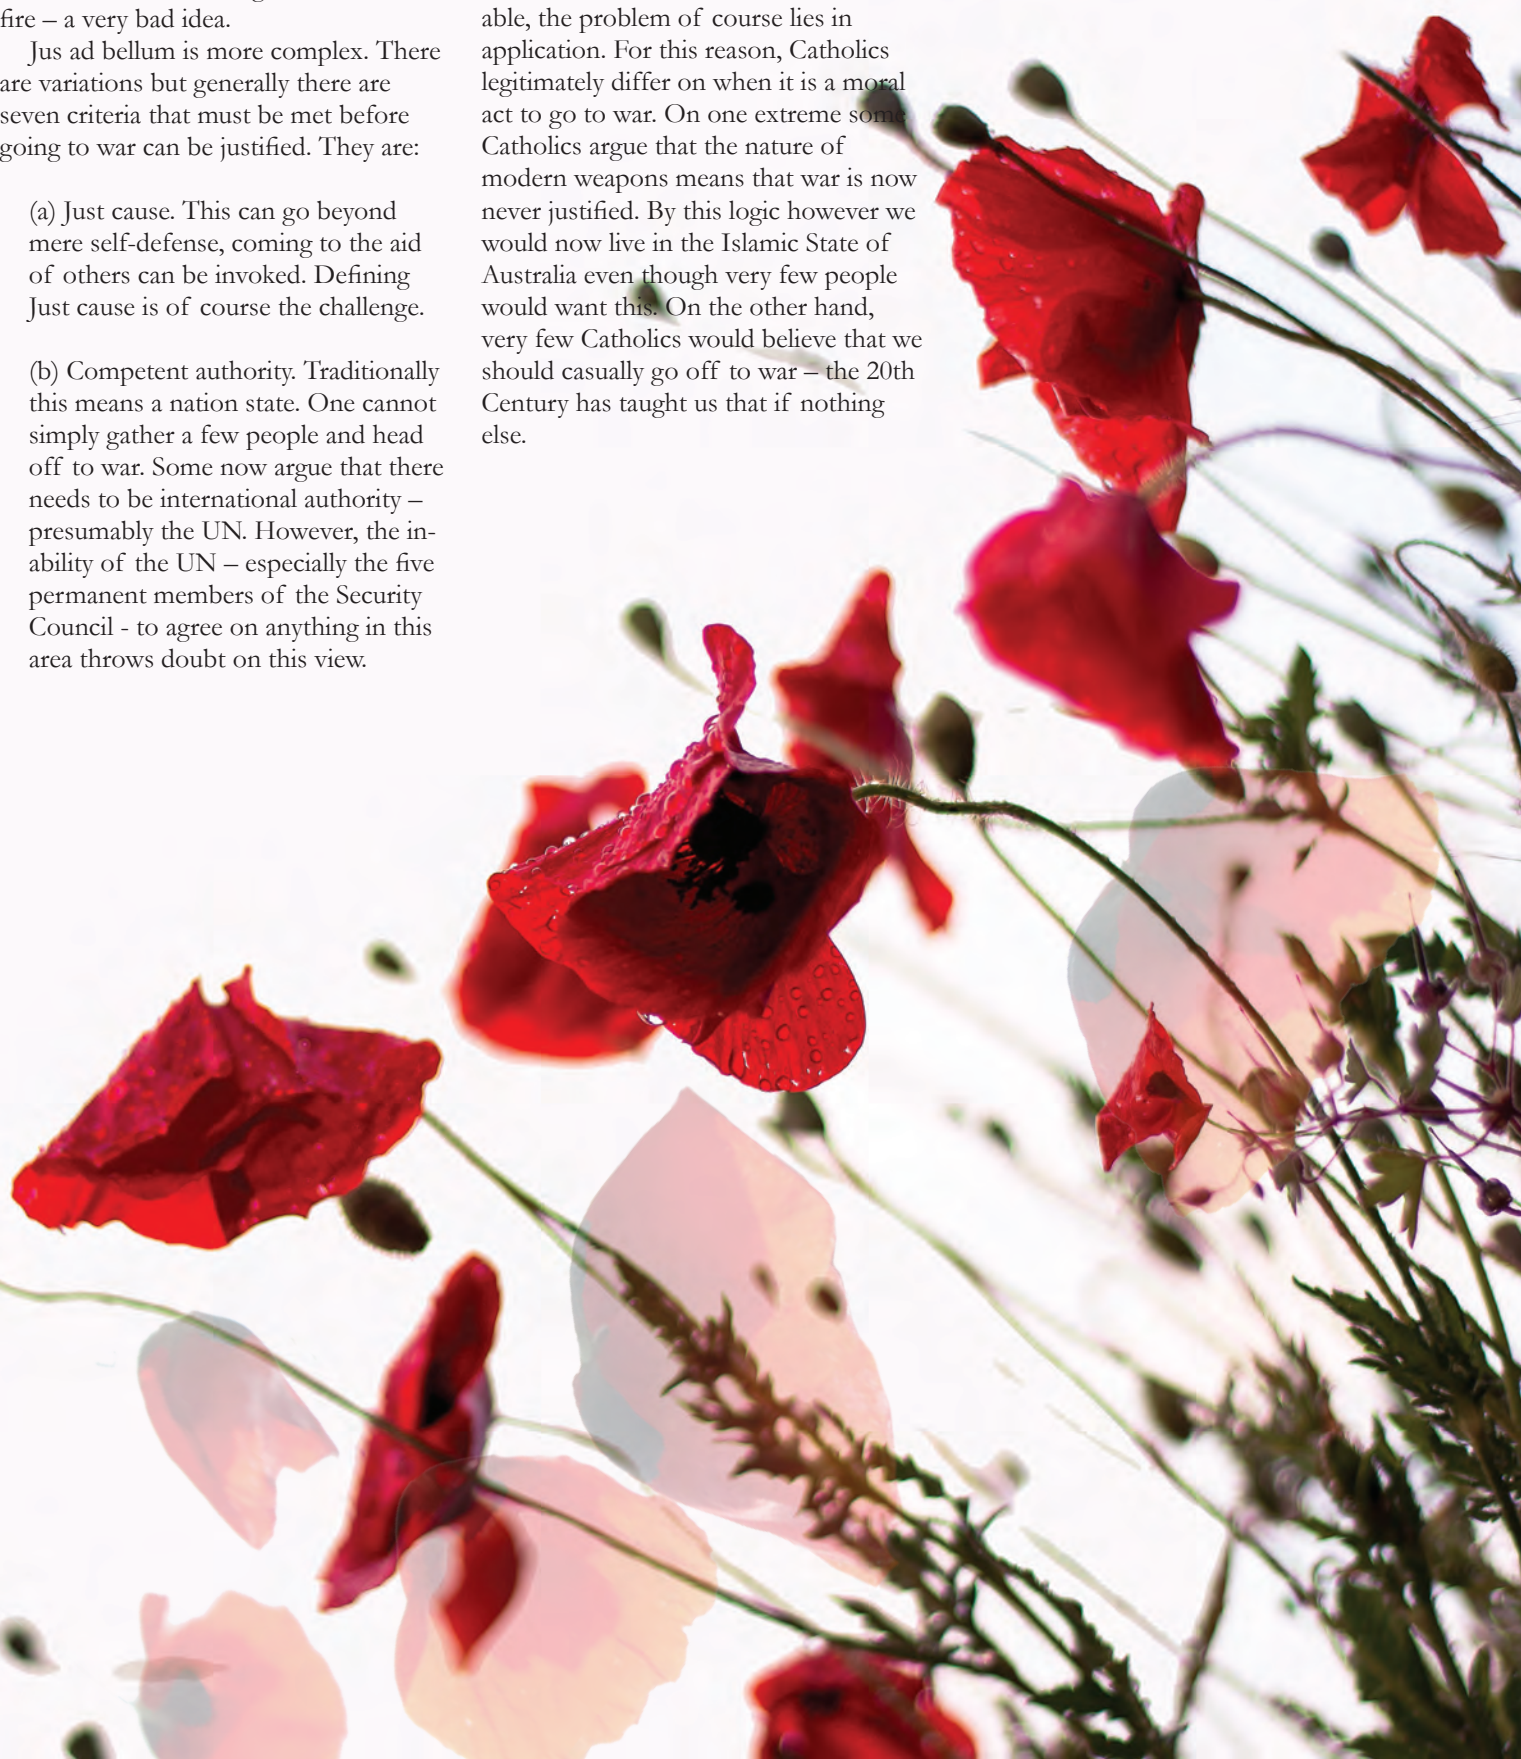 fire – a very bad idea.
Jus ad bellum is more complex. There
are variations but generally there are
seven criteria that must be met before
going to war can be justified. They are:
(a) Just cause. This can go beyond
mere self-defense, coming to the aid
of others can be invoked. Defining
Just cause is of course the challenge.
(b) Competent authority. Traditionally
this means a nation state. One cannot
simply gather a few people and head
off to war. Some now argue that there
needs to be international authority –
presumably the UN. However, the in-
ability of the UN – especially the five
permanent members of the Security
Council - to agree on anything in this
area throws doubt on this view.
able, the problem of course lies in
application. For this reason, Catholics
legitimately differ on when it is a moral
act to go to war. On one extreme some
Catholics argue that the nature of
modern weapons means that war is now
never justified. By this logic however we
would now live in the Islamic State of
Australia even though very few people
would want this. On the other hand,
very few Catholics would believe that we
should casually go off to war – the 20th
Century has taught us that if nothing
else.